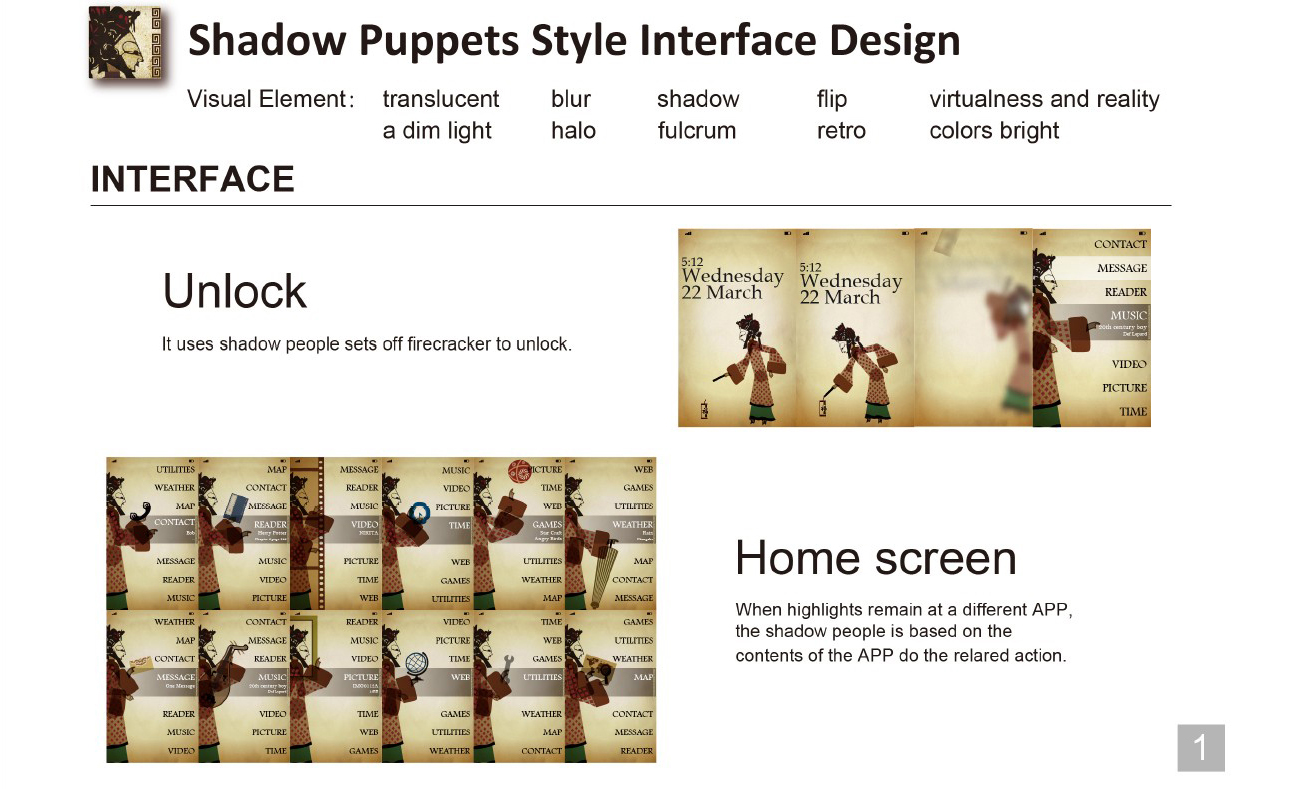 Shadow Puppets Style Interface Design
Visual Element: translucent blur shadow flip virtualness and reality
a dim light halo fulcrum retro colors bright
INTERFACE
Unlock
It uses shadow people sets off firecracker to unlock.
5:12
Wednesday
22 March
5:12
Wednesday
22 March
CONTACT
MESSAGE
READER
MUSIC
20th century boy
Def Lepard
VIDEO
PICTURE
TIME
UTILITIES
WEATHER
MAP
CONTACT
Bob
MESSAGE
READER
MUSIC
MAP
CONTACT
MESSAGE
READER
Harry Potter
MUSIC
VIDEO
PICTURE
MESSAGE
READER
MUSIC
VIDEO
NIKITA
PICTURE
TIME
WEB
MUSIC
VIDEO
PICTURE
TIME
WEB
GAMES
UTILITIES
PICTURE
TIME
WEB
GAMES
Star Craft
Angry Birds
UTILITIES
WEATHER
MAP
WEB
GAMES
UTILITIES
WEATHER
Rain
MAP
CONTACT
MESSAGE
WEATHER
MAP
CONTACT
MESSAGE
One Message
READER
MUSIC
VIDEO
CONTACT
MESSAGE
READER
MUSIC
20th century boy
Def Lepard
VIDEO
PICTURE
TIME
READER
MUSIC
VIDEO
PICTURE
TIME
WEB
GAMES
VIDEO
PICTURE
TIME
WEB
GAMES
UTILITIES
WEATHER
TIME
WEB
GAMES
UTILITIES
WEATHER
MAP
CONTACT
GAMES
UTILITIES
WEATHER
MAP
CONTACT
MESSAGE
READER
Home screen
When highlights remain at a different APP,
the shadow people is based on the
contents of the APP do the relared action.
1